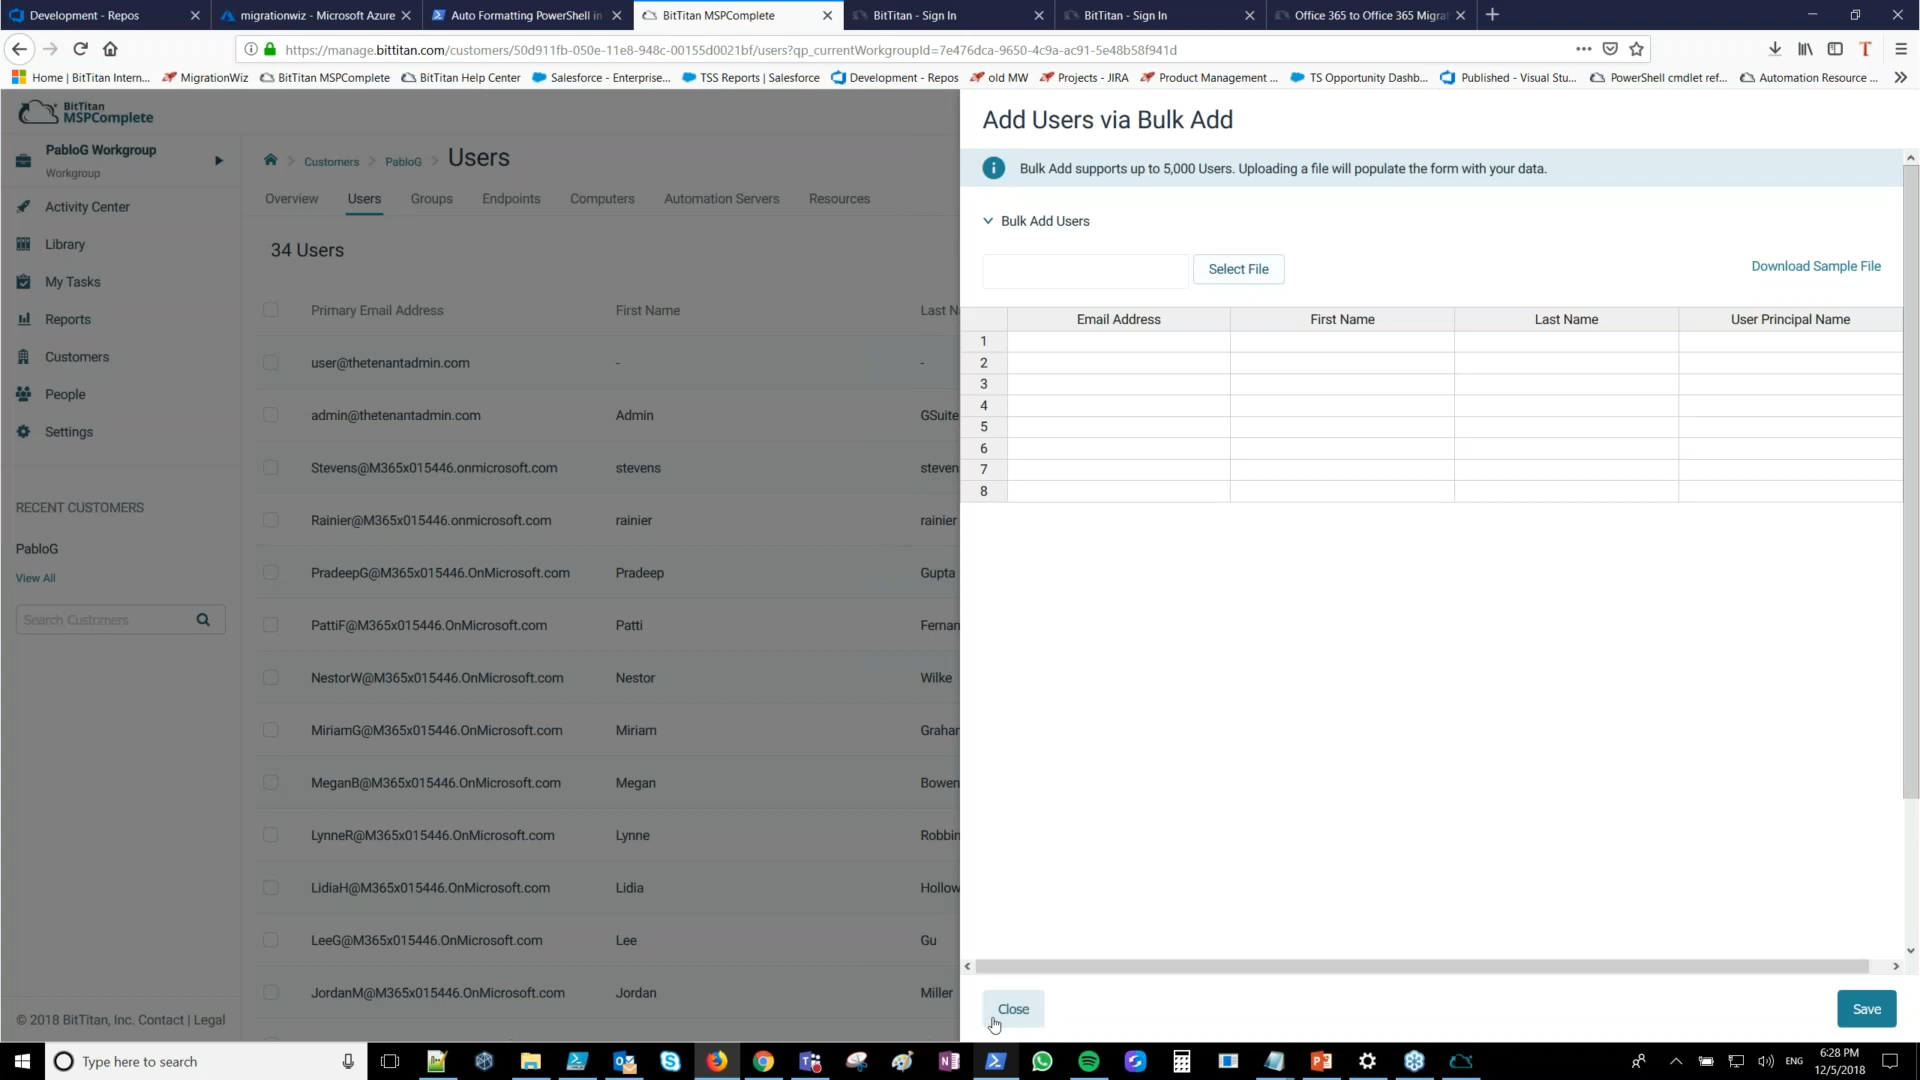 Development - Repos
migrationwiz - Microsoft Azure
Auto Formatting PowerShell in
BitTitan MSPComplete
BitTitan - Sign In
BitTitan - Sign In
Office 365 to Office 365 Migrat
https://manage.bittitan.com/customers/50d911fb-050e-11e8-948c-00155d0021bf/users?qp_currentWorkgroupId=7e476dca-9650-4c9a-ac91-5e48b58f941d
Home | BitTitan Intern...
MigrationWiz
BitTitan MSPComplete
BitTitan Help Center
Salesforce - Enterprise...
TSS Reports | Salesforce
Development - Repos
old MW
Projects - JIRA
Product Management ...
TS Opportunity Dashb...
Published - Visual Stu...
PowerShell cmdlet ref...
Automation Resource ...
BitTitan
MSPComplete
PabloG Workgroup
Workgroup
Activity Center
Library
My Tasks
Reports
Customers
People
Settings
RECENT CUSTOMERS
PabloG
View All
Search Customers
© 2018 BitTitan, Inc. Contact | Legal
Customers > PabloG > Users
Overview Users Groups Endpoints Computers Automation Servers Resources
34 Users
Primary Email Address First Name Last N
user@thetenantadmin.com - -
admin@thetenantadmin.com Admin GSuite
Stevens@M365x015446.onmicrosoft.com stevens steven
Rainier@M365x015446.onmicrosoft.com rainier rainier
PradeepG@M365x015446.OnMicrosoft.com Pradeep Gupta
PattiF@M365x015446.OnMicrosoft.com Patti Fernan
NestorW@M365x015446.OnMicrosoft.com Nestor Wilke
MiriamG@M365x015446.OnMicrosoft.com Miriam Grahar
MeganB@M365x015446.OnMicrosoft.com Megan Bowen
LynneR@M365x015446.OnMicrosoft.com Lynne Robbin
LidiaH@M365x015446.OnMicrosoft.com Lidia Hollow
LeeG@M365x015446.OnMicrosoft.com Lee Gu
JordanM@M365x015446.OnMicrosoft.com Jordan Miller
Add Users via Bulk Add
Bulk Add supports up to 5,000 Users. Uploading a file will populate the form with your data.
Bulk Add Users
Select File
Download Sample File
Email Address First Name Last Name User Principal Name
1
2
3
4
5
6
7
8
Close
Save
Type here to search
ENG
6:28 PM
12/5/2018